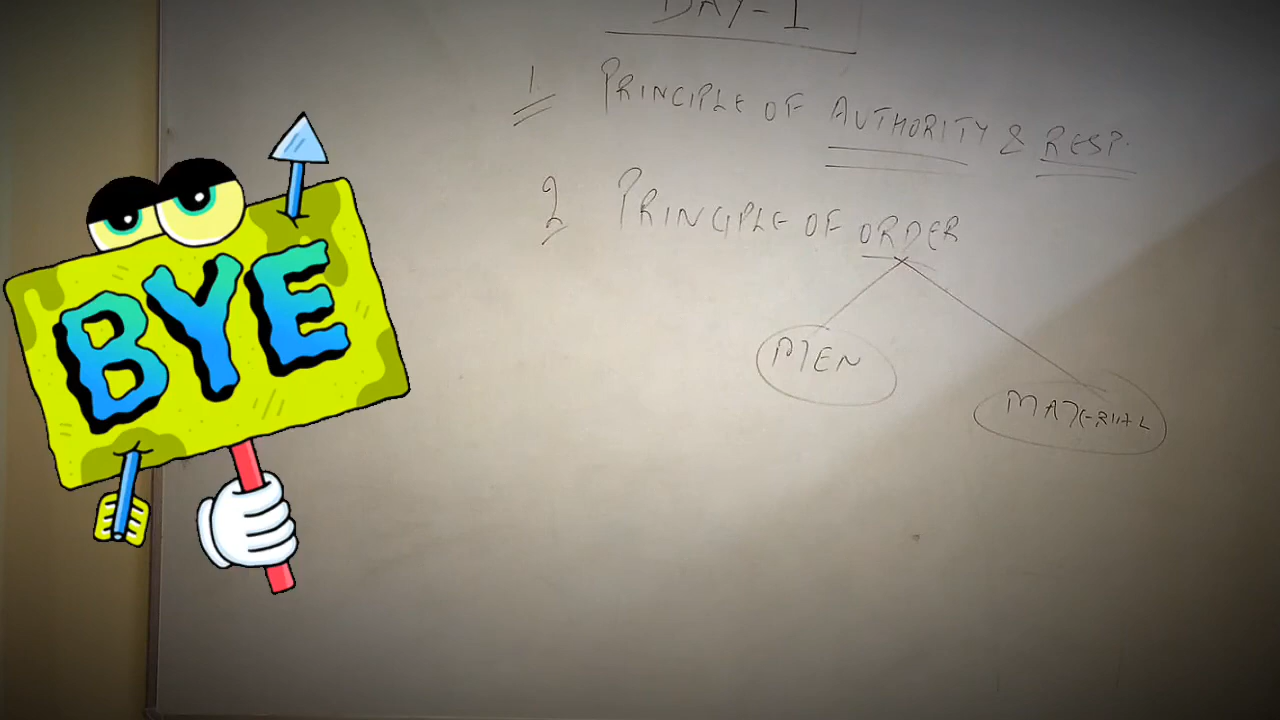 DAY-1
1. PRINCIPLE OF AUTHORITY & RESP.
2 PRINCIPLE OF ORDER
MEN
MATERIAL
BYE